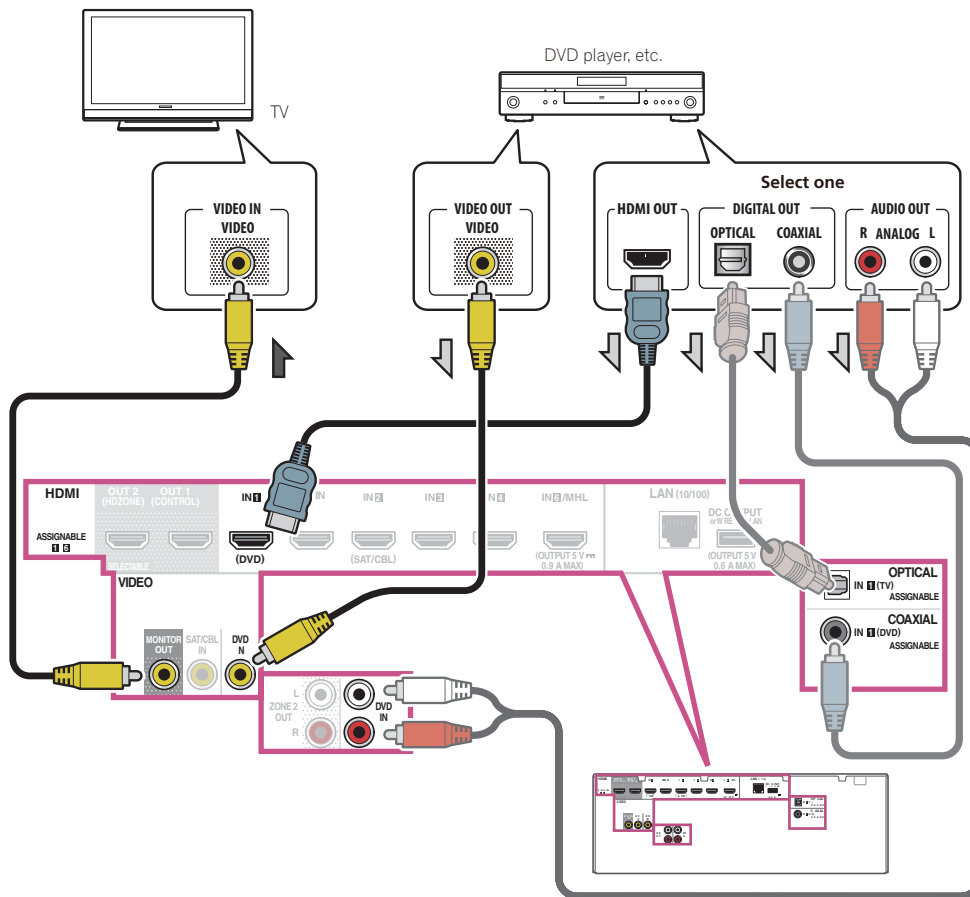 DVD player, etc.
TV
Select one
VIDEO IN
VIDEO
VIDEO OUT
VIDEO
HDMI OUT
DIGITAL OUT
OPTICAL
COAXIAL
AUDIO OUT
R ANALOG L
HDMI
OUT 2
(HDZONE)
OUT 1
(CONTROL)
IN 1
IN
IN 2
IN 3
IN 4
IN 6/MHL
LAN (10/100)
ASSIGNABLE
1 6
SELECTABLE
(DVD)
(SAT/CBL)
(OUTPUT 5 V
0.9 A MAX)
DC OUTPUT
(OUTPUT 5 V
0.6 A MAX)
OPTICAL
IN 1 (TV)
ASSIGNABLE
COAXIAL
IN 1 (DVD)
ASSIGNABLE
VIDEO
MONITOR
OUT
SAT/CBL
IN
DVD
N
L
ZONE 2
OUT
R
DVD
IN